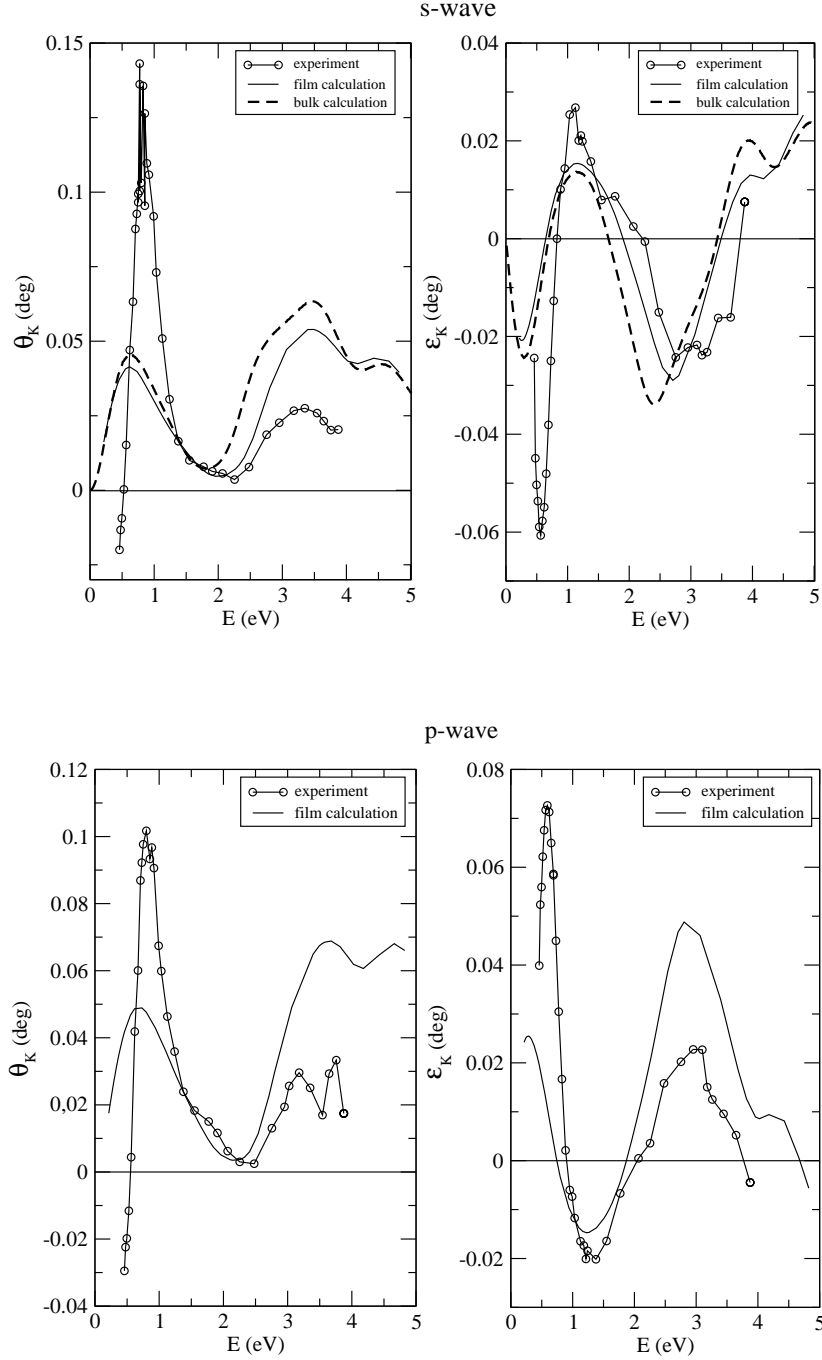 s-wave
0.15
0.1
0.05
0
θK (deg)
0 1 2 3 4 5
E (eV)
experiment
film calculation
bulk calculation
0.04
0.02
0
-0.02
-0.04
-0.06
εK (deg)
0 1 2 3 4 5
E (eV)
experiment
film calculation
bulk calculation
p-wave
0.12
0.1
0.08
0.06
0.04
0.02
0
-0.02
-0.04
θK (deg)
0 1 2 3 4 5
E (eV)
experiment
film calculation
0.08
0.06
0.04
0.02
0
-0.02
εK (deg)
0 1 2 3 4 5
E (eV)
experiment
film calculation